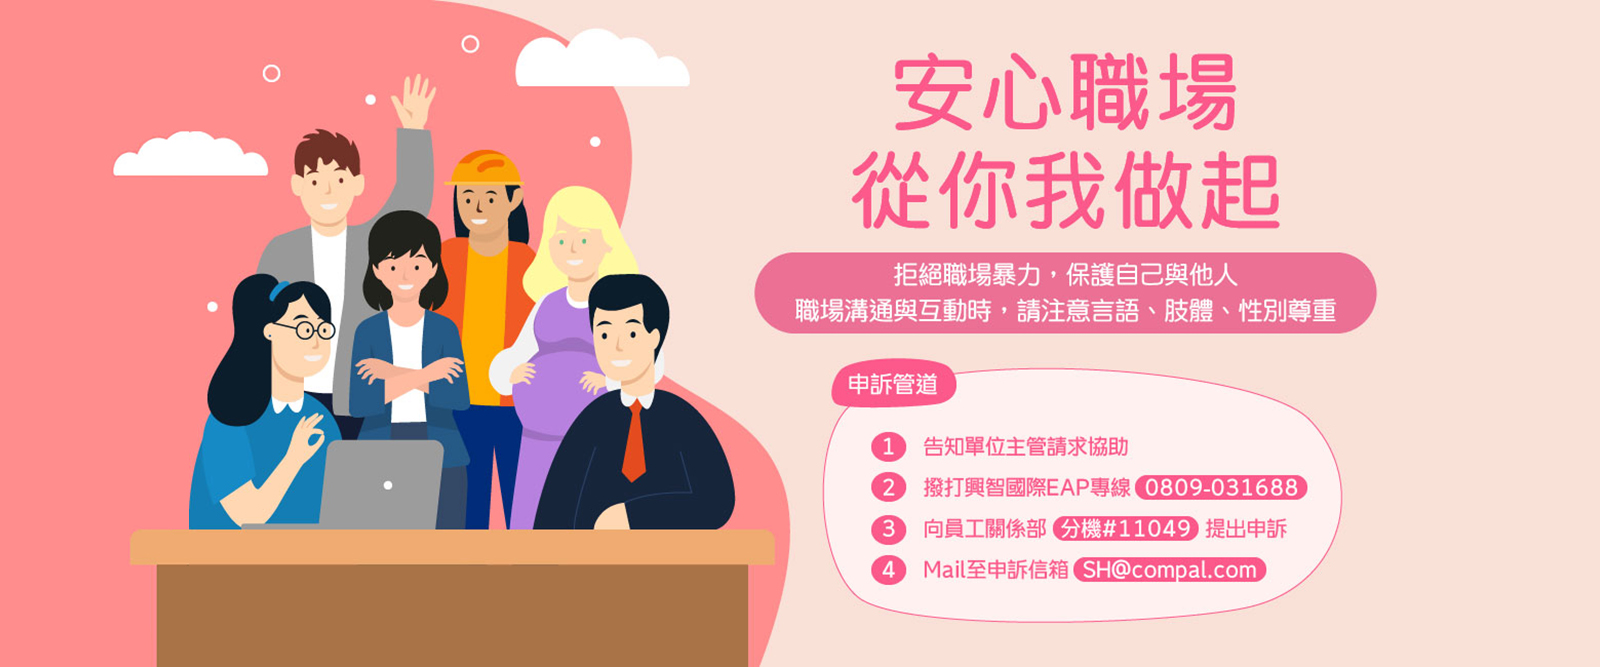 安心職場
從你我做起
拒絕職場暴力，保護自己與他人
職場溝通與互動時，請注意言語、肢體、性別尊重
申訴管道
1 告知單位主管請求協助
2 撥打興智國際EAP專線 0809-031688
3 向員工關係部 分機#11049 提出申訴
4 Mail至申訴信箱 SH@compal.com